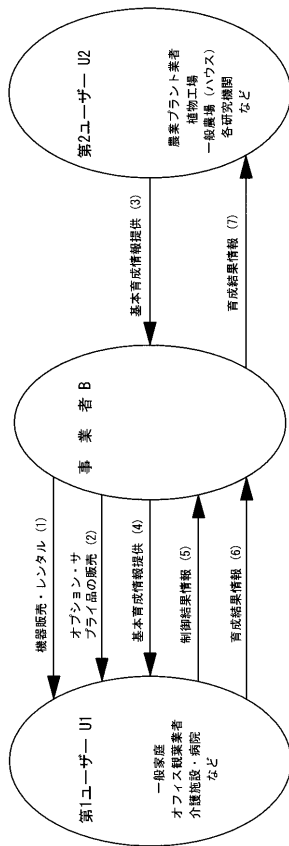 第1ユーザー U1
一般家庭
オフィス観葉業者
介護施設・病院
など
機器販売・レンタル (1)
オプション・サ
プライ品の販売 (2)
基本育成情報提供 (4)
制御結果情報 (5)
育成結果情報 (6)
事業者 B
基本育成情報提供 (3)
育成結果情報 (7)
第2ユーザー U2
農業プラント業者
植物工場
一般農場 (ハウス)
各研究機関
など